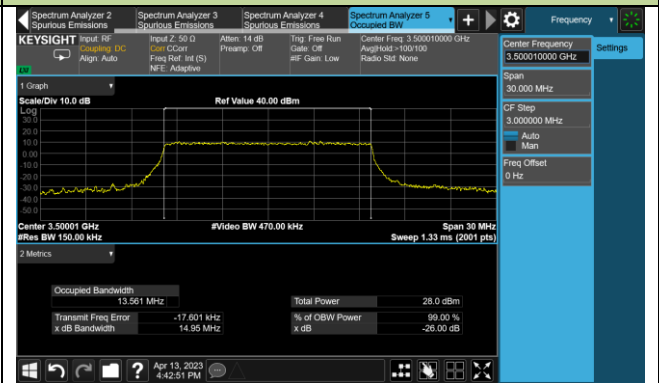 Spectrum Analyzer 2
Spurious Emissions
Spectrum Analyzer 3
Spurious Emissions
Spectrum Analyzer 4
Spurious Emissions
Spectrum Analyzer 5
Occupied BW
Frequency
KEYSIGHT
Input: RF
Coupling: DC
Align: Auto
Input Z: 50 Ω
Corr CCorr
Freq Ref: Int (S)
NFE: Adaptive
Atten: 14 dB
Preamp: Off
Trig: Free Run
Gate: Off
#IF Gain: Low
Center Freq: 3.500010000 GHz
Avg|Hold:>100/100
Radio Std: None
Center Frequency
3.500010000 GHz
Settings
Span
30.000 MHz
CF Step
3.000000 MHz
Auto
Man
Freq Offset
0 Hz
1 Graph
Scale/Div 10.0 dB
Ref Value 40.00 dBm
Log
30.0
20.0
10.0
0.00
-10.0
-20.0
-30.0
-40.0
-50.0
Center 3.50001 GHz
#Video BW 470.00 kHz
Span 30 MHz
#Res BW 150.00 kHz
Sweep 1.33 ms (2001 pts)
2 Metrics
Occupied Bandwidth
13.561 MHz
Total Power
28.0 dBm
Transmit Freq Error
-17.601 kHz
% of OBW Power
99.00 %
x dB Bandwidth
14.95 MHz
x dB
-26.00 dB
Apr 13, 2023
4:42:51 PM